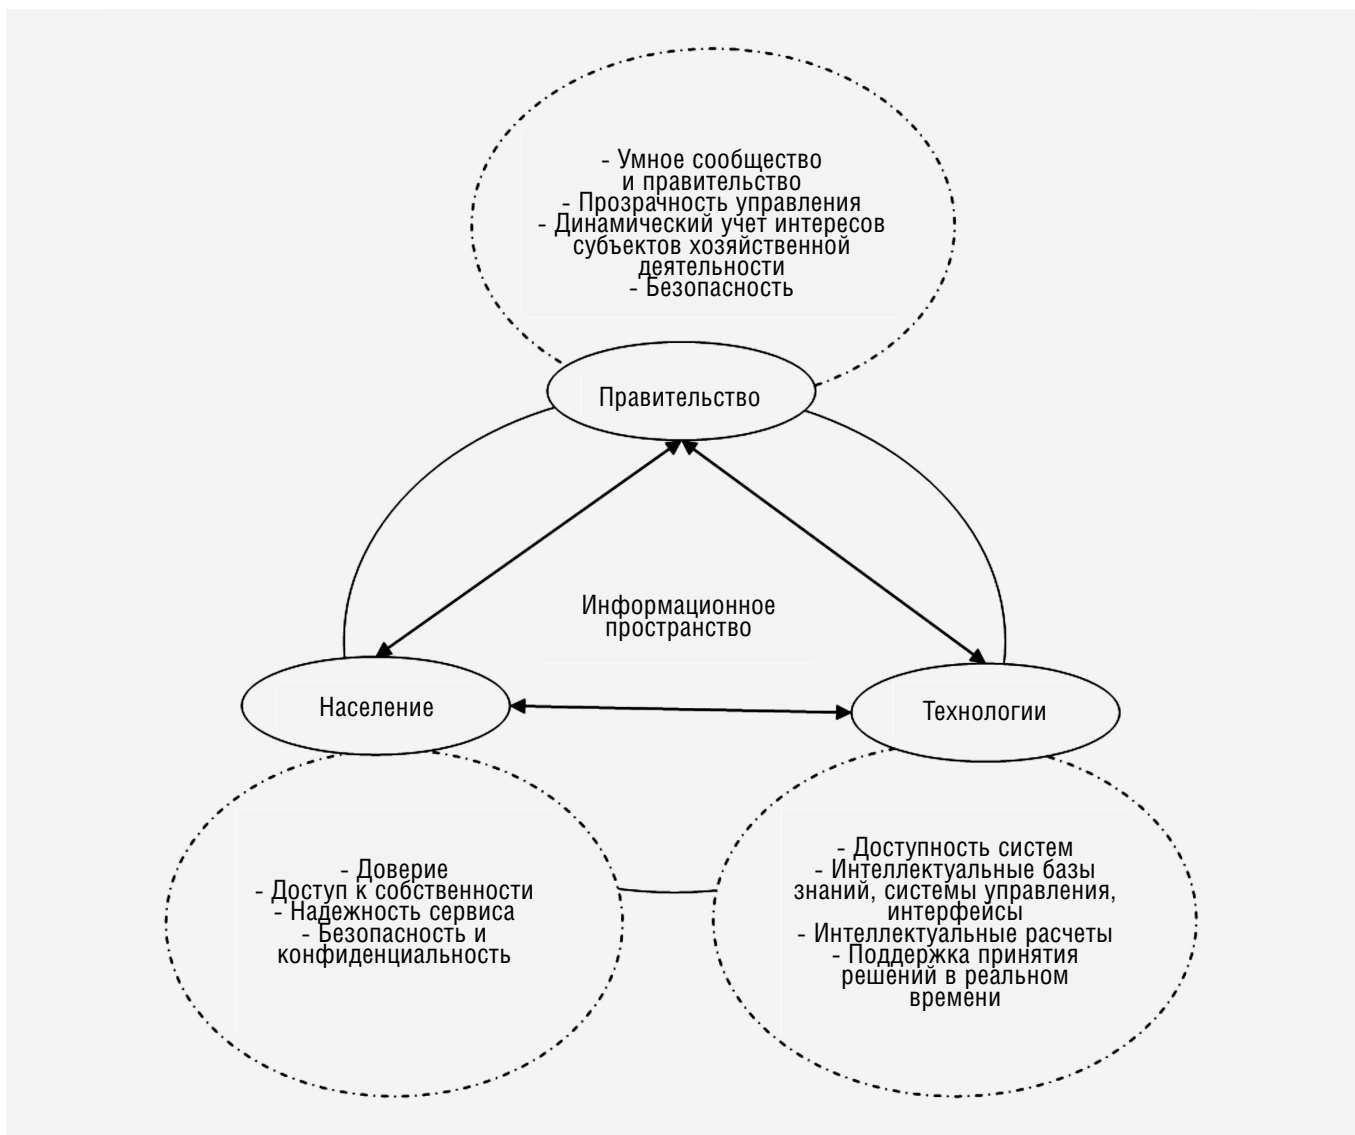 - Умное сообщество
и правительство
- Прозрачность управления
- Динамический учет интересов
субъектов хозяйственной
деятельности
- Безопасность
Правительство
Информационное
пространство
Население
Технологии
- Доверие
- Доступ к собственности
- Надежность сервиса
- Безопасность и
конфиденциальность
- Доступность систем
- Интеллектуальные базы
знаний, системы управления,
интерфейсы
- Интеллектуальные расчеты
- Поддержка принятия
решений в реальном
времени